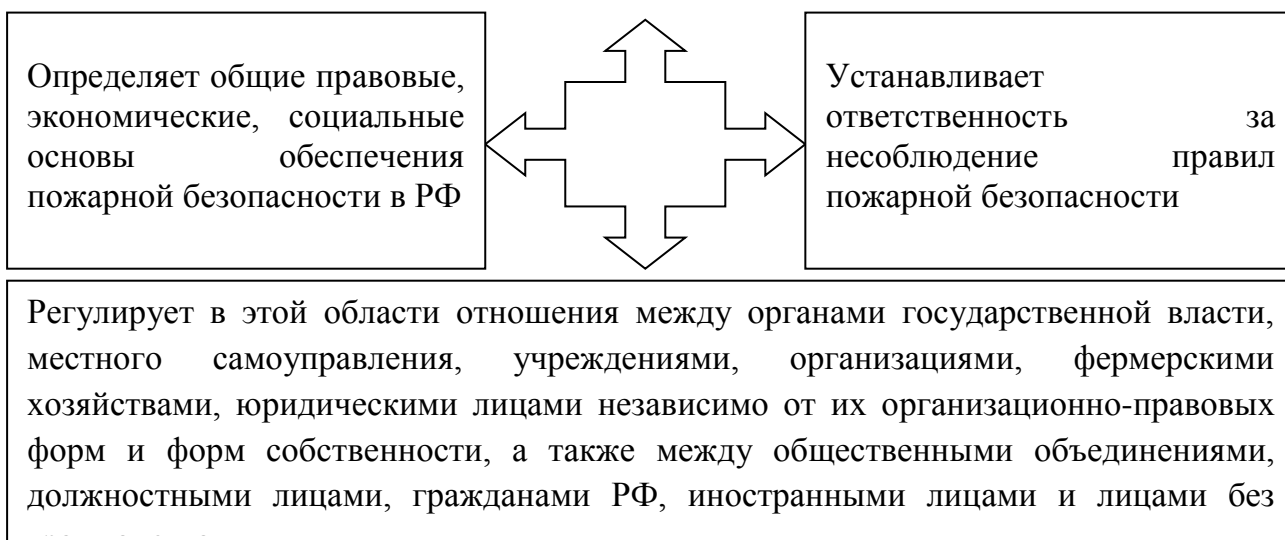 Определяет общие правовые,
экономические, социальные
основы обеспечения
пожарной безопасности в РФ
Устанавливает
ответственность за
несоблюдение правил
пожарной безопасности
Регулирует в этой области отношения между органами государственной власти,
местного самоуправления, учреждениями, организациями, фермерскими
хозяйствами, юридическими лицами независимо от их организационно-правовых
форм и форм собственности, а также между общественными объединениями,
должностными лицами, гражданами РФ, иностранными лицами и лицами без